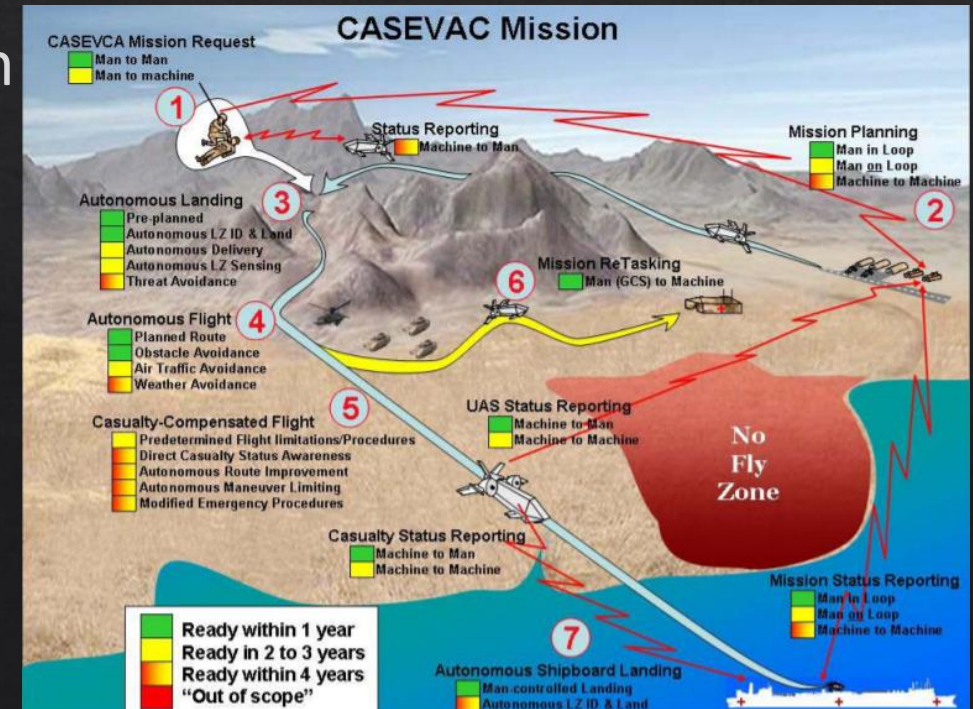 n
CASEVAC Mission
CASEVCA Mission Request
Man to Man
Man to machine
1
Status Reporting
Machine to Man
Mission Planning
Man in Loop
Man on Loop
Machine to Machine
2
3
Autonomous Landing
Pre-planned
Autonomous LZ ID & Land
Autonomous Delivery
Autonomous LZ Sensing
Threat Avoidance
6
Mission ReTasking
Man (GCS) to Machine
4
Autonomous Flight
Planned Route
Obstacle Avoidance
Air Traffic Avoidance
Weather Avoidance
5
Casualty-Compensated Flight
Predetermined Flight limitations/Procedures
Direct Casualty Status Awareness
Autonomous Route Improvement
Autonomous Maneuver Limiting
Modified Emergency Procedures
UAS Status Reporting
Machine to Man
Machine to Machine
No
Fly
Zone
Casualty Status Reporting
Machine to Man
Machine to Machine
Mission Status Reporting
Man in Loop
Man on Loop
Machine to Machine
Ready within 1 year
Ready in 2 to 3 years
Ready within 4 years
“Out of scope”
7
Autonomous Shipboard Landing
Man-controlled Landing
Autonomous LZ ID & Land